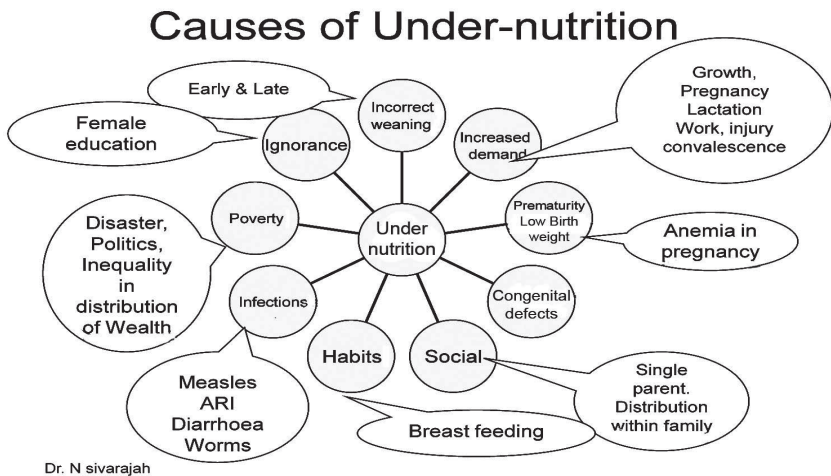 Causes of Under-nutrition
Early & Late
Incorrect
weaning
Growth,
Pregnancy
Lactation
Work, injury
convalescence
Female
education
Ignorance
Increased
demand
Disaster,
Politics,
Inequality
in
distribution
of Wealth
Poverty
Under
nutrition
Prematurity
Low Birth
weight
Anemia in
pregnancy
Infections
Congenital
defects
Habits
Social
Measles
ARI
Diarrhoea
Worms
Breast feeding
Single
parent.
Distribution
within family
Dr. N sivarajah